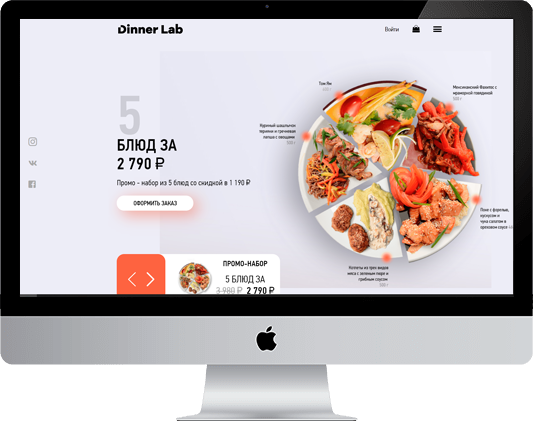 Dinner Lab
Войти
5
БЛЮД ЗА
2 790 ₽
Промо - набор из 5 блюд со скидкой в 1 190 ₽
ОФОРМИТЬ ЗАКАЗ
Том Ям
Мексиканский Фахитос с
мраморной говядиной
500 г
Куриный шашлычок
терияки и гречневая
лапша с овощами
Поке с форелью,
кускусом и
чука салатом в
ореховом соусе
Котлеты из трех видов
мяса с зеленым пюре и
грибным соусом
ПРОМО-НАБОР
5 БЛЮД ЗА
3 980 ₽ 2 790 ₽